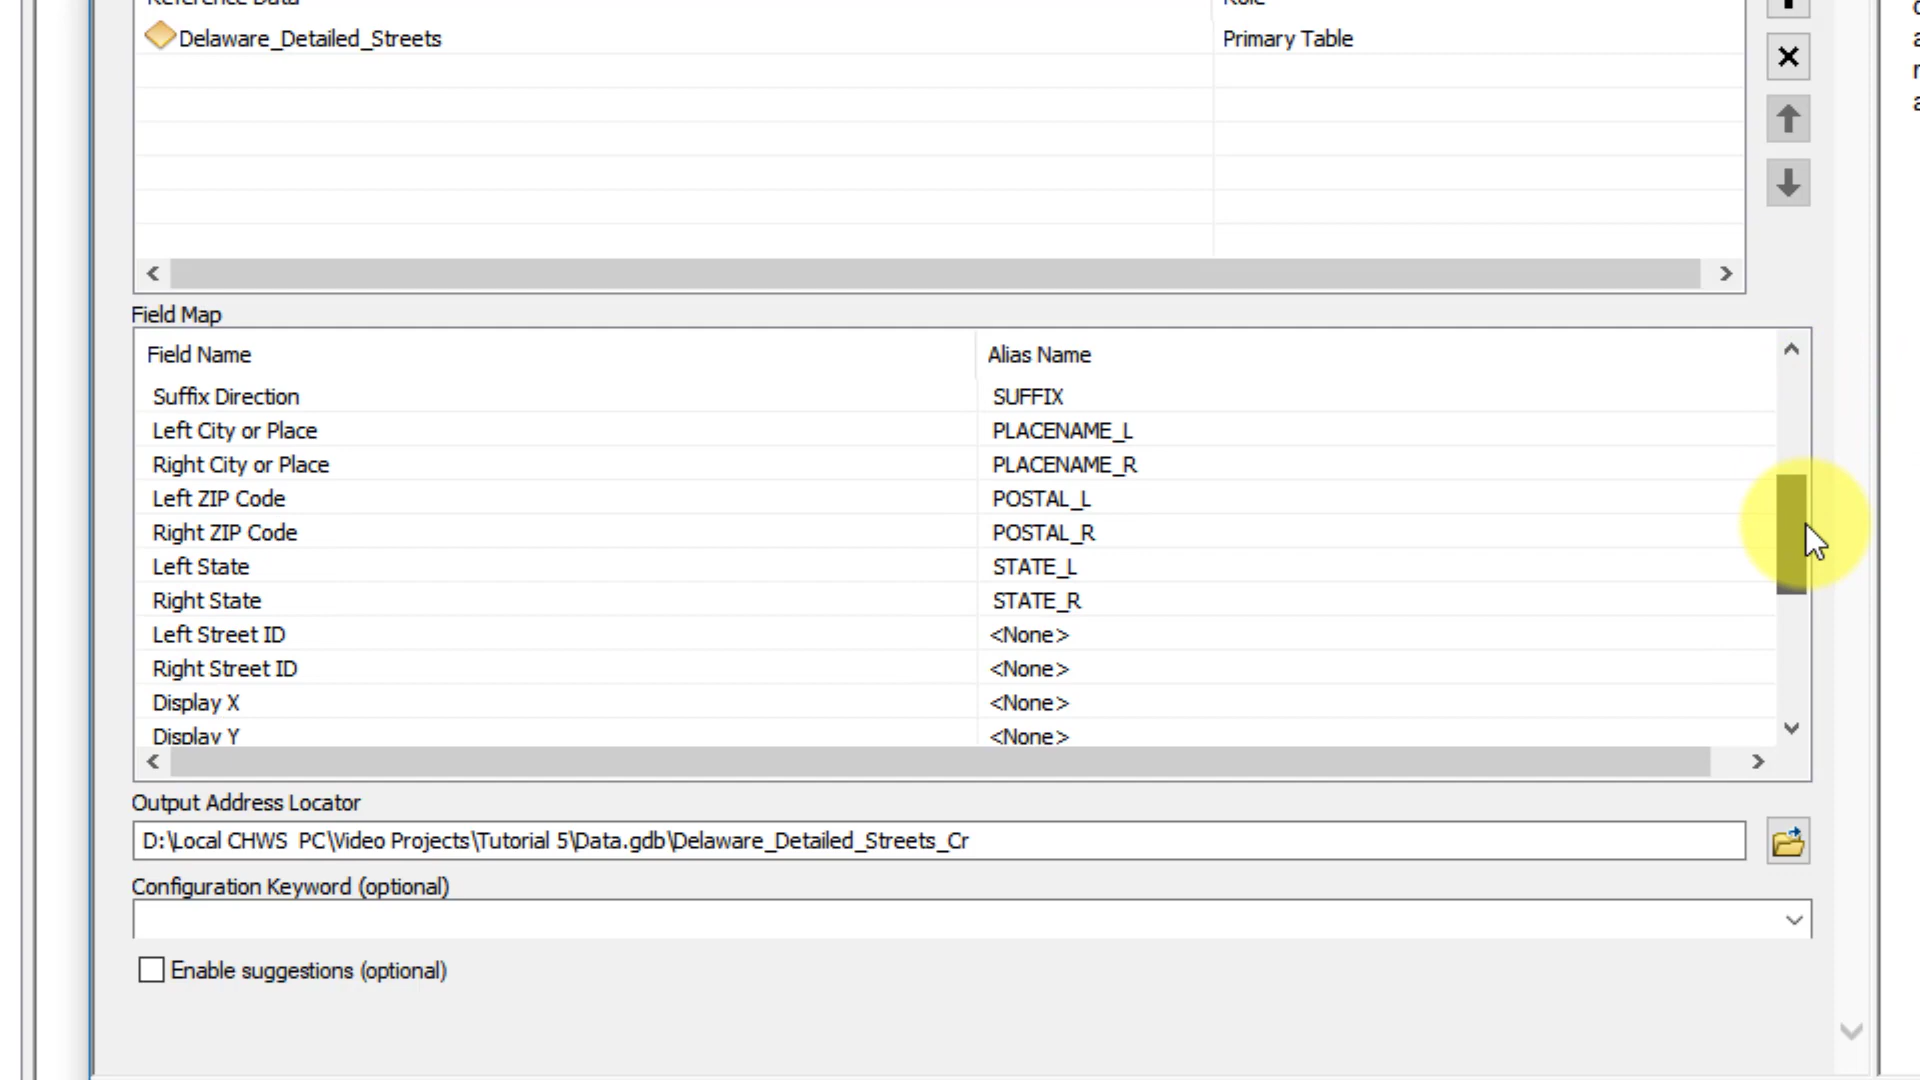 Reference Data Role
Delaware_Detailed_Streets Primary Table
Field Map
Field Name Alias Name
Suffix Direction SUFFIX
Left City or Place PLACENAME_L
Right City or Place PLACENAME_R
Left ZIP Code POSTAL_L
Right ZIP Code POSTAL_R
Left State STATE_L
Right State STATE_R
Left Street ID <None>
Right Street ID <None>
Display X <None>
Display Y <None>
Output Address Locator
D:\Local CHWS  PC\Video Projects\Tutorial 5\Data.gdb\Delaware_Detailed_Streets_Cr
Configuration Keyword (optional)
Enable suggestions (optional)